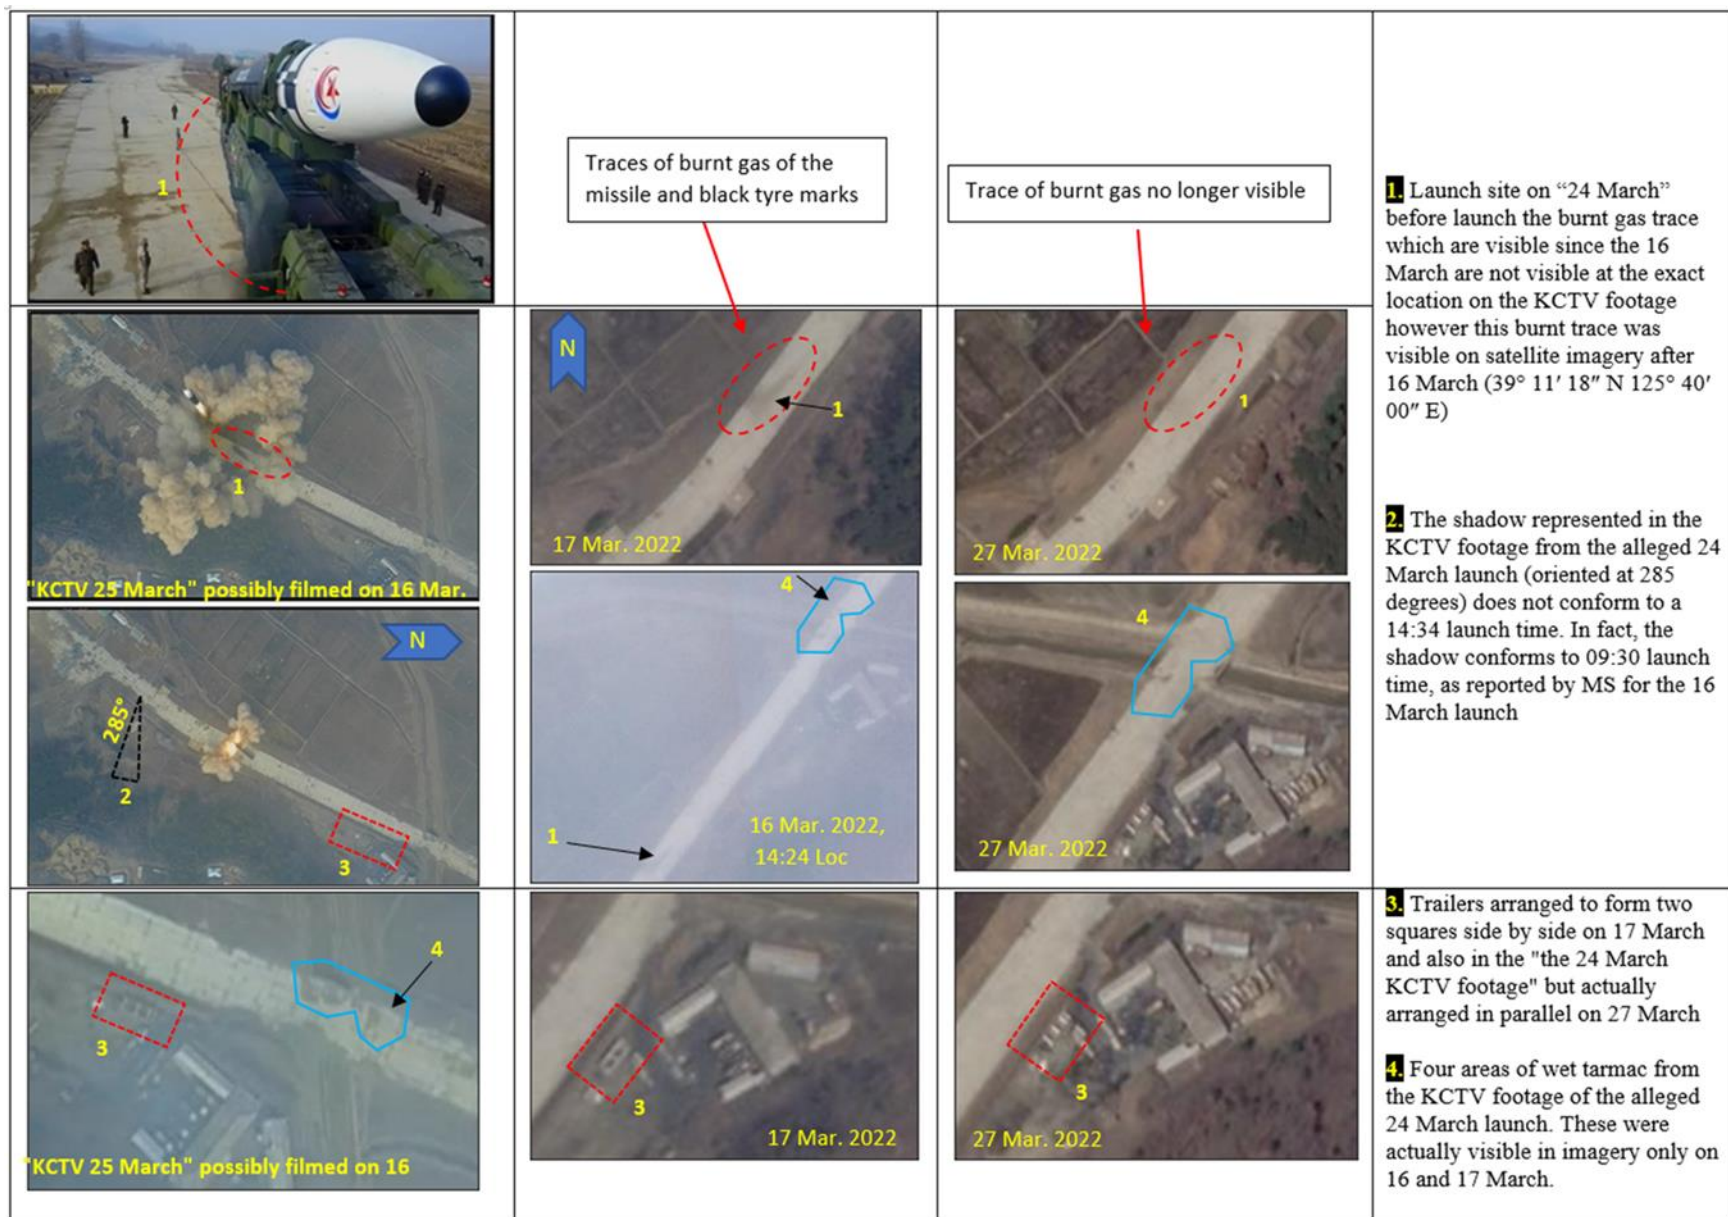 1
Traces of burnt gas of the
missile and black tyre marks
Trace of burnt gas no longer visible
1. Launch site on “24 March”
before launch the burnt gas trace
which are visible since the 16
March are not visible at the exact
location on the KCTV footage
however this burnt trace was
visible on satellite imagery after
16 March (39° 11′ 18″ N 125° 40′
00″ E)
1
"KCTV 25 March" possibly filmed on 16 Mar.
N
1
17 Mar. 2022
1
27 Mar. 2022
2. The shadow represented in the
KCTV footage from the alleged 24
March launch (oriented at 285
degrees) does not conform to a
14:34 launch time. In fact, the
shadow conforms to 09:30 launch
time, as reported by MS for the 16
March launch
N
285°
2
3
4
1
16 Mar. 2022,
14:24 Loc
4
27 Mar. 2022
4
3
"KCTV 25 March" possibly filmed on 16
3
17 Mar. 2022
3
27 Mar. 2022
3. Trailers arranged to form two
squares side by side on 17 March
and also in the "the 24 March
KCTV footage" but actually
arranged in parallel on 27 March
4. Four areas of wet tarmac from
the KCTV footage of the alleged
24 March launch. These were
actually visible in imagery only on
16 and 17 March.